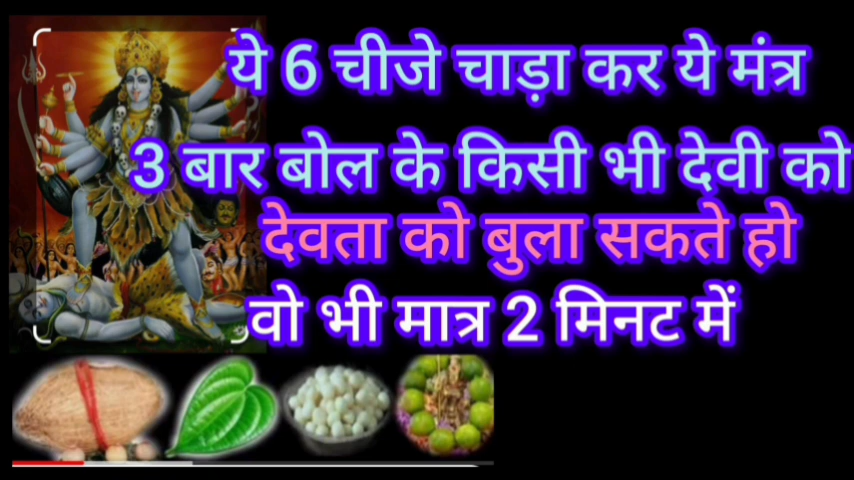 ये 6 चीजे चाड़ा कर ये मंत्र
3 बार बोल के किसी भी देवी को
देवता को बुला सकते हो
वो भी मात्र 2 मिनट में